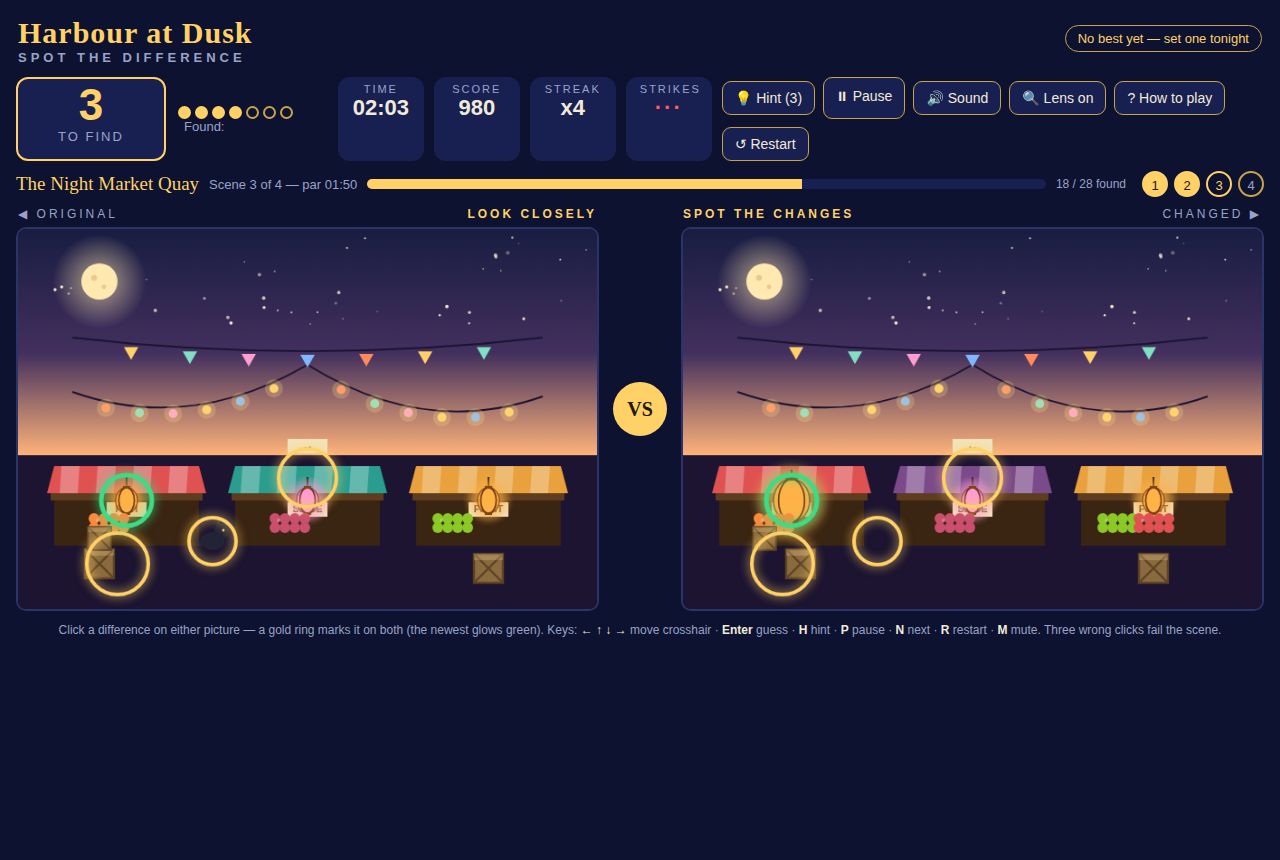 Harbour at Dusk
SPOT THE DIFFERENCE
No best yet — set one tonight
3
TO FIND
Found:
TIME
02:03
SCORE
980
STREAK
x4
STRIKES
···
💡 Hint (3)
⏸ Pause
🔊 Sound
🔍 Lens on
? How to play
↺ Restart
The Night Market Quay
Scene 3 of 4 — par 01:50
18 / 28 found
1
2
3
4
◀ ORIGINAL
LOOK CLOSELY
SPOT THE CHANGES
CHANGED ▶
VS
Click a difference on either picture — a gold ring marks it on both (the newest glows green). Keys: ← ↑ ↓ → move crosshair · Enter guess · H hint · P pause · N next · R restart · M mute. Three wrong clicks fail the scene.